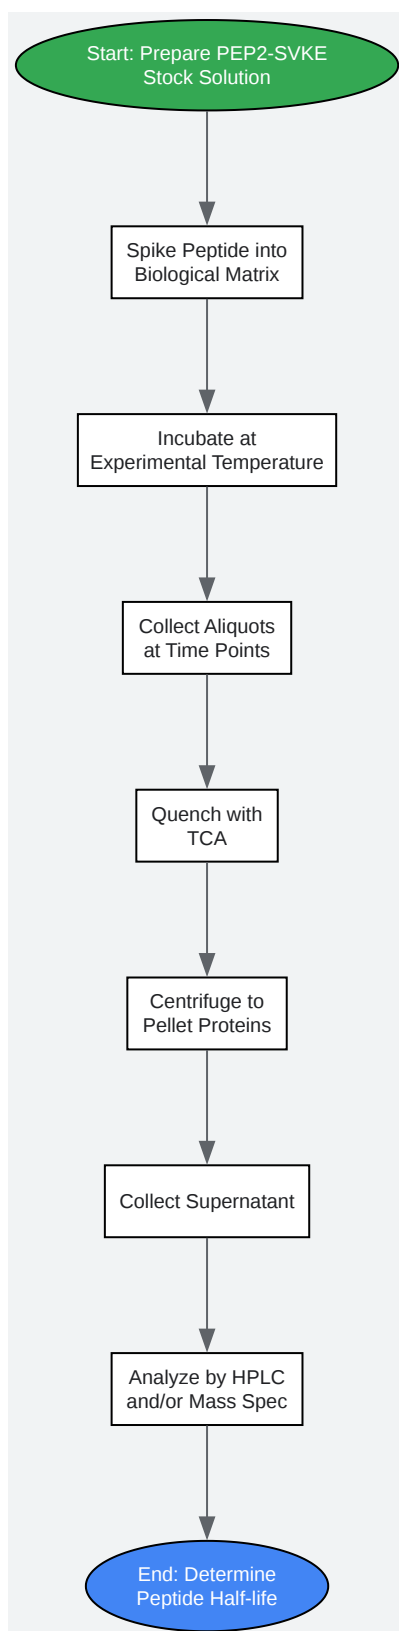 Start: Prepare PEP2-SVKE
Stock Solution
Spike Peptide into
Biological Matrix
Incubate at
Experimental Temperature
Collect Aliquots
at Time Points
Quench with
TCA
Centrifuge to
Pellet Proteins
Collect Supernatant
Analyze by HPLC
and/or Mass Spec
End: Determine
Peptide Half-life